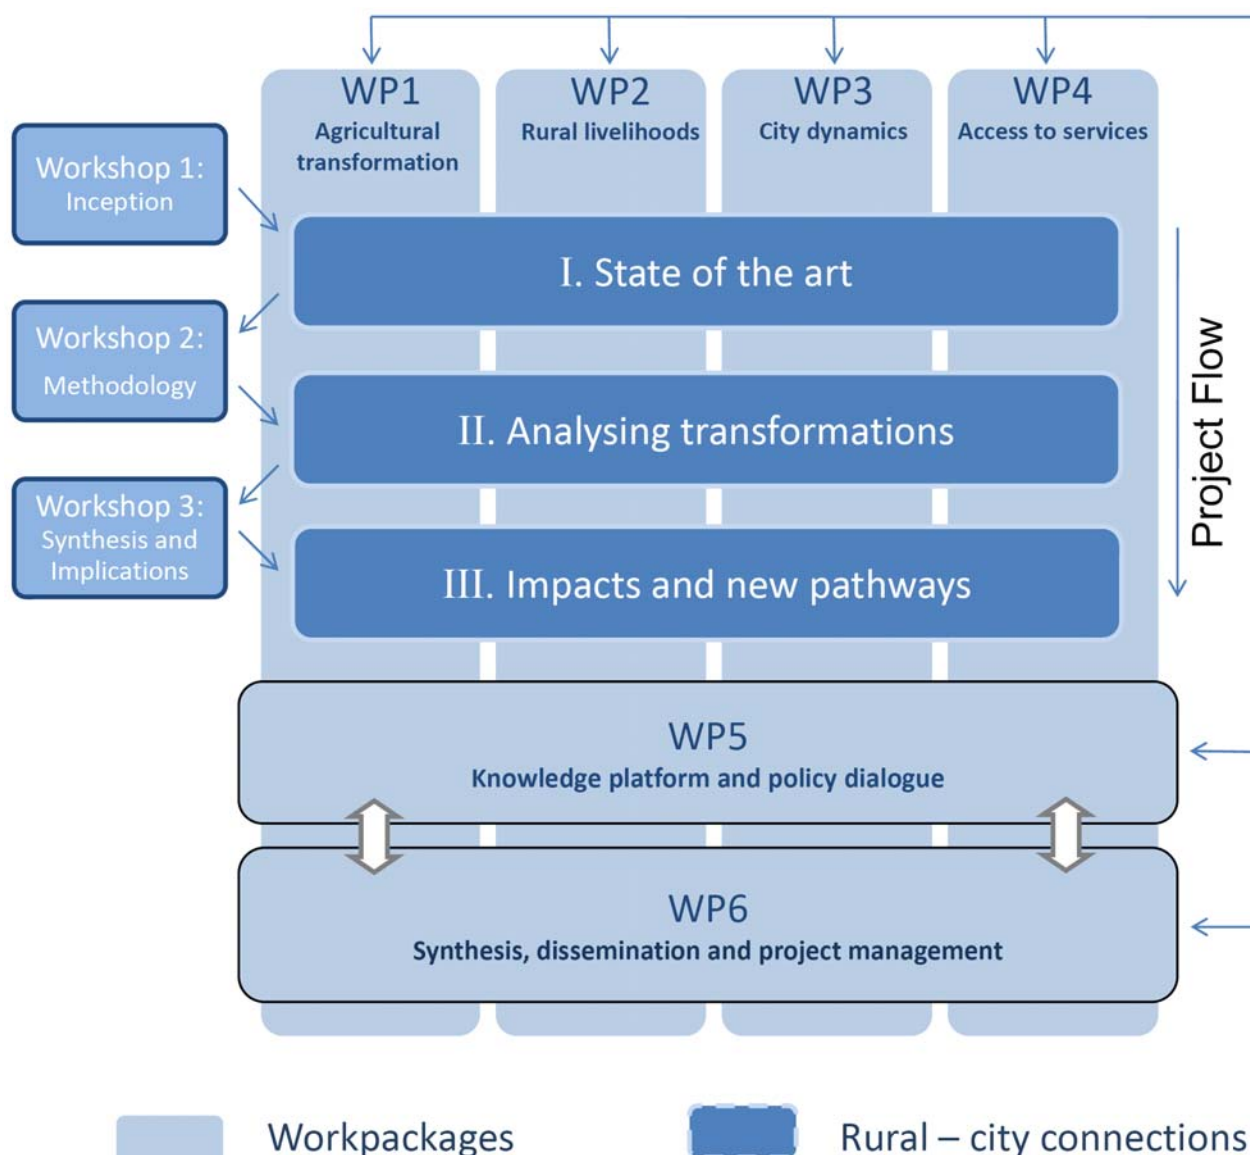 WP1
Agricultural
transformation
WP2
Rural livelihoods
WP3
City dynamics
WP4
Access to services
Workshop 1:
Inception
I. State of the art
Workshop 2:
Methodology
II. Analysing transformations
Workshop 3:
Synthesis and
Implications
III. Impacts and new pathways
Project Flow
WP5
Knowledge platform and policy dialogue
WP6
Synthesis, dissemination and project management
Workpackages
Rural – city connections